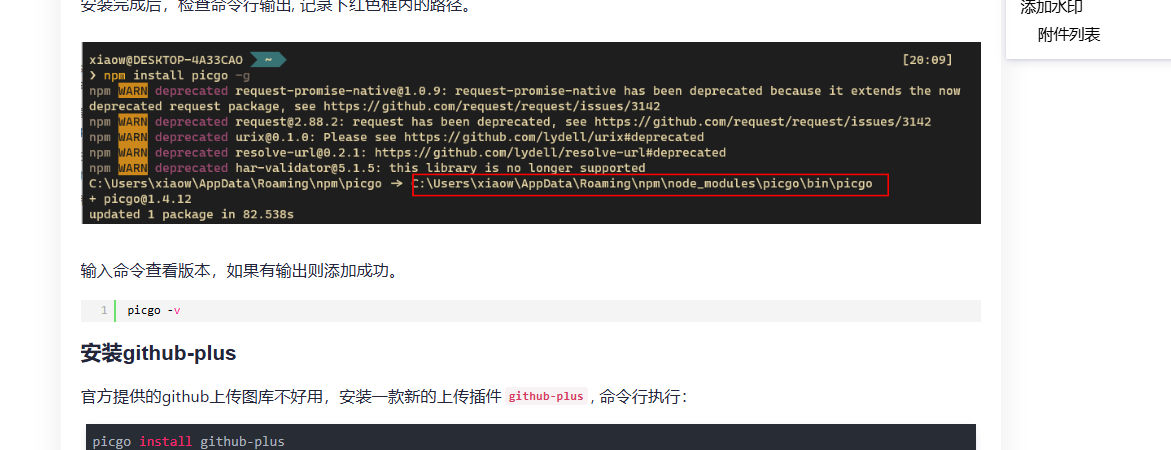 安装完成后，检查命令行输出, 记录下红色框内的路径。
添加水印
附件列表
xiaow@DESKTOP-4A33CAO ~ [20:09]
❯ npm install picgo -g
npm WARN deprecated request-promise-native@1.0.9: request-promise-native has been deprecated because it extends the now
deprecated request package, see https://github.com/request/request/issues/3142
npm WARN deprecated request@2.88.2: request has been deprecated, see https://github.com/request/request/issues/3142
npm WARN deprecated urix@0.1.0: Please see https://github.com/lydell/urix#deprecated
npm WARN deprecated resolve-url@0.2.1: https://github.com/lydell/resolve-url#deprecated
npm WARN deprecated har-validator@5.1.5: this library is no longer supported
C:\Users\xiaow\AppData\Roaming\npm\picgo → C:\Users\xiaow\AppData\Roaming\npm\node_modules\picgo\bin\picgo
+ picgo@1.4.12
updated 1 package in 82.538s
输入命令查看版本，如果有输出则添加成功。
1 picgo -v
安装github-plus
官方提供的github上传图库不好用，安装一款新的上传插件 github-plus , 命令行执行：
picgo install github-plus